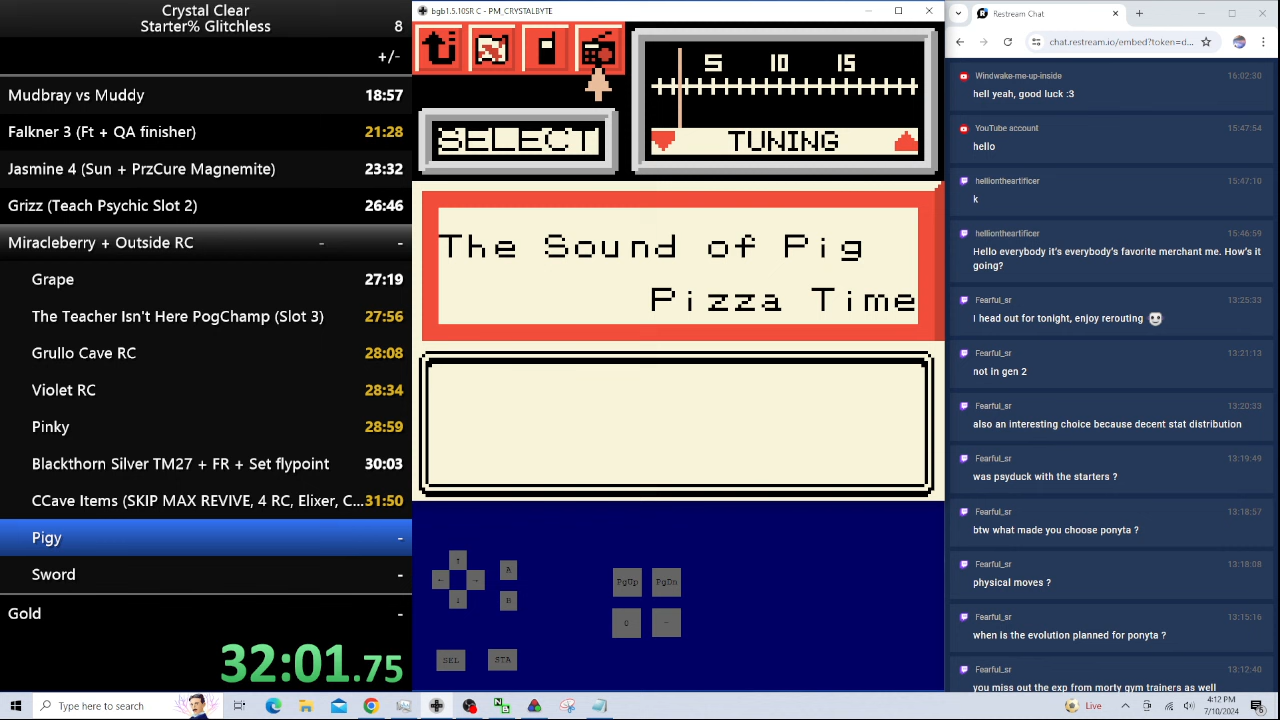 Crystal Clear
Starter% Glitchless
8
+/-
Mudbray vs Muddy 18:57
Falkner 3 (Ft + QA finisher) 21:28
Jasmine 4 (Sun + PrzCure Magnemite) 23:32
Grizz (Teach Psychic Slot 2) 26:46
Miracleberry + Outside RC - -
Grape 27:19
The Teacher Isn't Here PogChamp (Slot 3) 27:56
Grullo Cave RC 28:08
Violet RC 28:34
Pinky 28:59
Blackthorn Silver TM27 + FR + Set flypoint 30:03
CCave Items (SKIP MAX REVIVE, 4 RC, Elixer, C... 31:50
Pigy -
Sword -
Gold -
32:01.75
bgb1.5.10SR C - PM_CRYSTALBYTE
5 10 15
SELECT
TUNING
The Sound of Pig
Pizza Time
A
B
SEL
STA
PgUp
PgDn
0
-
Restream Chat
chat.restream.io/embed?token=a
Windwake-me-up-inside 16:02:30
hell yeah, good luck :3
YouTube account 15:47:54
hello
helliontheartificer 15:47:10
k
helliontheartificer 15:46:59
Hello everybody it's everybody's favorite merchant me. How's it
going?
Fearful_sr 13:25:33
I head out for tonight, enjoy rerouting
Fearful_sr 13:21:13
not in gen 2
Fearful_sr 13:20:33
also an interesting choice because decent stat distribution
Fearful_sr 13:19:49
was psyduck with the starters ?
Fearful_sr 13:18:57
btw what made you choose ponyta ?
Fearful_sr 13:18:08
physical moves ?
Fearful_sr 13:15:16
when is the evolution planned for ponyta ?
Fearful_sr 13:12:40
you miss out the exp from morty gym trainers as well
Type here to search
Live
4:12 PM
7/10/2024